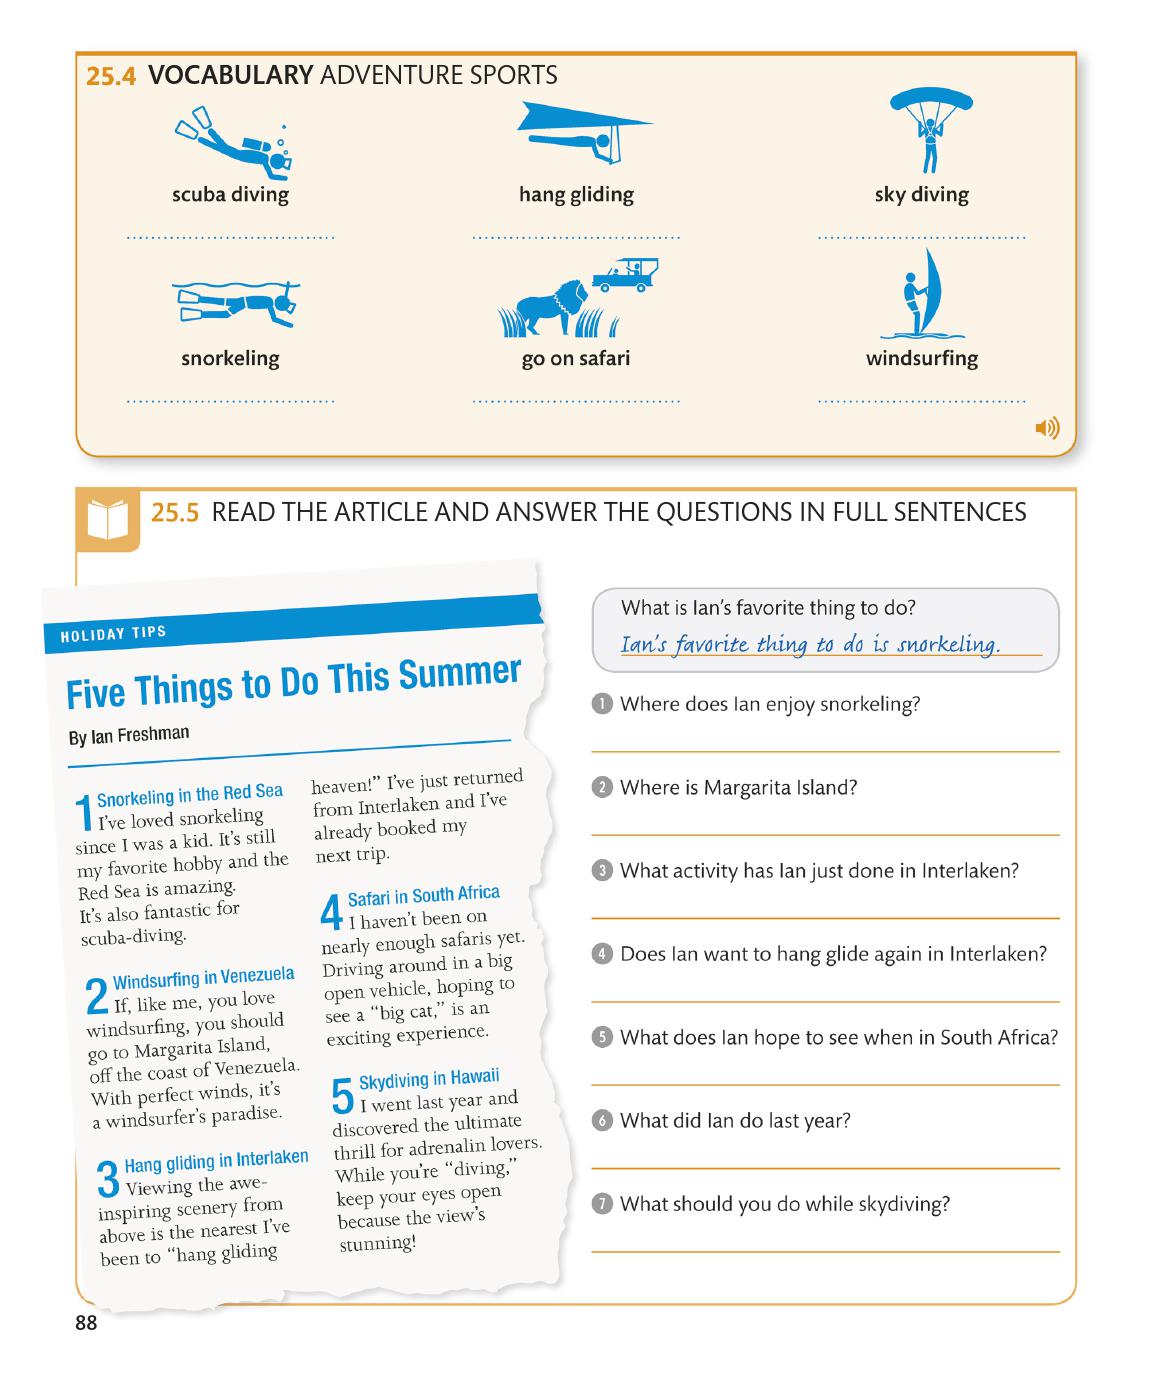 25.4 VOCABULARY ADVENTURE SPORTS
scuba diving
hang gliding
sky diving
snorkeling
go on safari
windsurfing
25.5 READ THE ARTICLE AND ANSWER THE QUESTIONS IN FULL SENTENCES
HOLIDAY TIPS
Five Things to Do This Summer
By Ian Freshman
1 Snorkeling in the Red Sea
I've loved snorkeling
since I was a kid. It's still
my favorite hobby and the
Red Sea is amazing.
It's also fantastic for
scuba-diving.
2 Windsurfing in Venezuela
If, like me, you love
windsurfing, you should
go to Margarita Island,
off the coast of Venezuela.
With perfect winds, it's
a windsurfer's paradise.
3 Hang gliding in Interlaken
Viewing the awe-
inspiring scenery from
above is the nearest I've
been to “hang gliding
heaven!” I've just returned
from Interlaken and I've
already booked my
next trip.
4 Safari in South Africa
I haven't been on
nearly enough safaris yet.
Driving around in a big
open vehicle, hoping to
see a “big cat,” is an
exciting experience.
5 Skydiving in Hawaii
I went last year and
discovered the ultimate
thrill for adrenalin lovers.
While you're “diving,”
keep your eyes open
because the view's
stunning!
What is Ian's favorite thing to do?
Ian's favorite thing to do is snorkeling.
1 Where does Ian enjoy snorkeling?
2 Where is Margarita Island?
3 What activity has Ian just done in Interlaken?
4 Does Ian want to hang glide again in Interlaken?
5 What does Ian hope to see when in South Africa?
6 What did Ian do last year?
7 What should you do while skydiving?
88